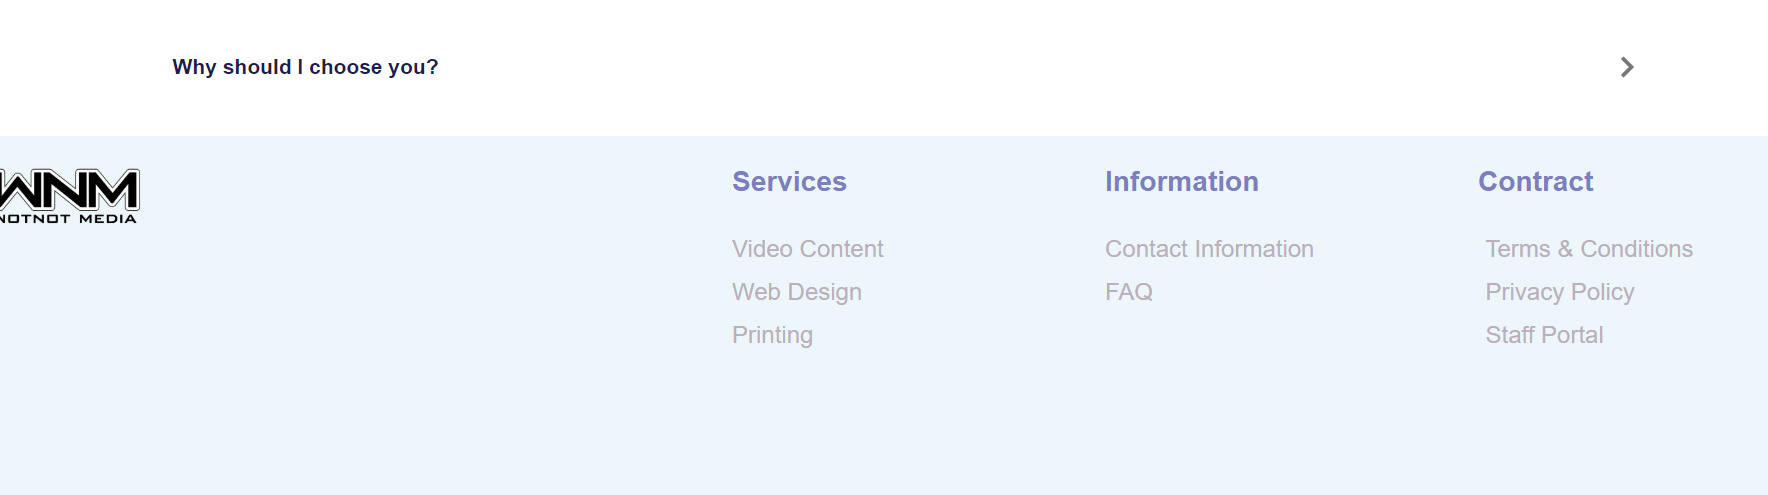 Why should I choose you?
WNM
NOTNOT MEDIA
Services
Video Content
Web Design
Printing
Information
Contact Information
FAQ
Contract
Terms & Conditions
Privacy Policy
Staff Portal